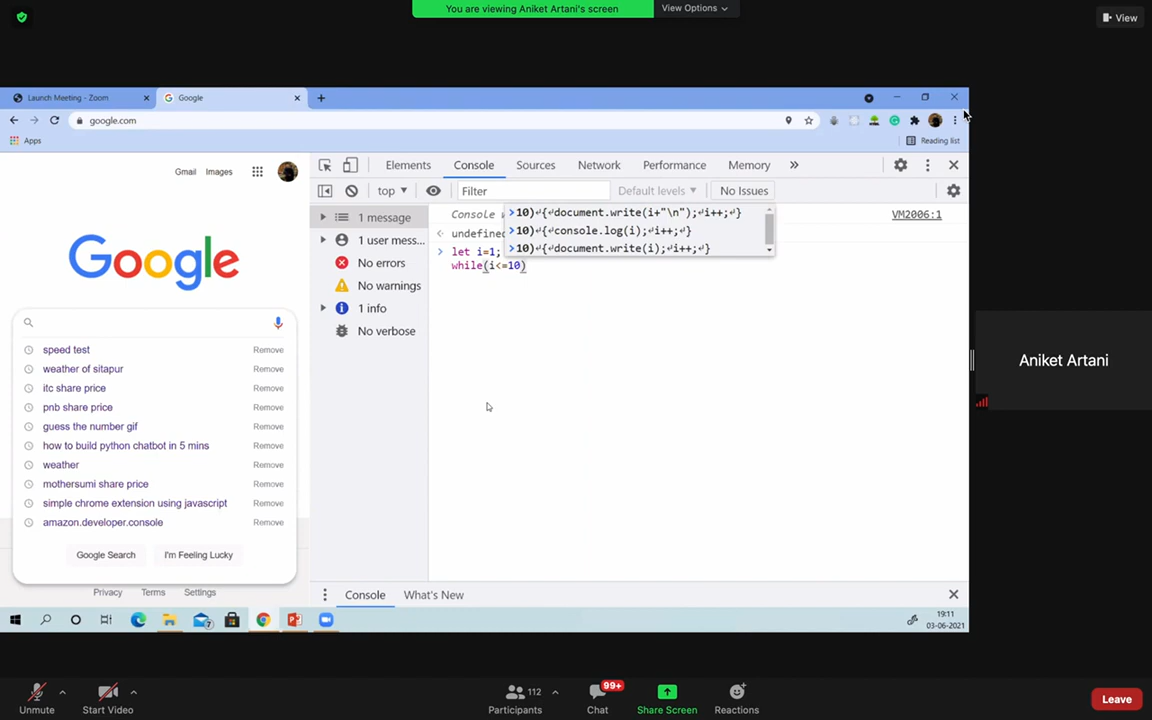 You are viewing Aniket Artani's screen
View Options
View
Launch Meeting - Zoom
Google
google.com
Apps
Reading list
Gmail
Images
Google
speed test
Remove
weather of sitapur
Remove
itc share price
Remove
pnb share price
Remove
guess the number gif
Remove
how to build python chatbot in 5 mins
Remove
weather
Remove
mothersumi share price
Remove
simple chrome extension using javascript
Remove
amazon.developer.console
Remove
Google Search
I'm Feeling Lucky
Privacy
Terms
Settings
Elements
Console
Sources
Network
Performance
Memory
top
Filter
Default levels
No Issues
1 message
1 user mess...
No errors
No warnings
1 info
No verbose
Console
VM2006:1
undefined
10)↵{↵document.write(i+"\n");↵i++;↵}
10)↵{↵console.log(i);↵i++;↵}
10)↵{↵document.write(i);↵i++;↵}
let i=1;
while(i<=10)
Console
What's New
19:11
03-06-2021
Aniket Artani
Unmute
Start Video
112
Participants
99+
Chat
Share Screen
Reactions
Leave